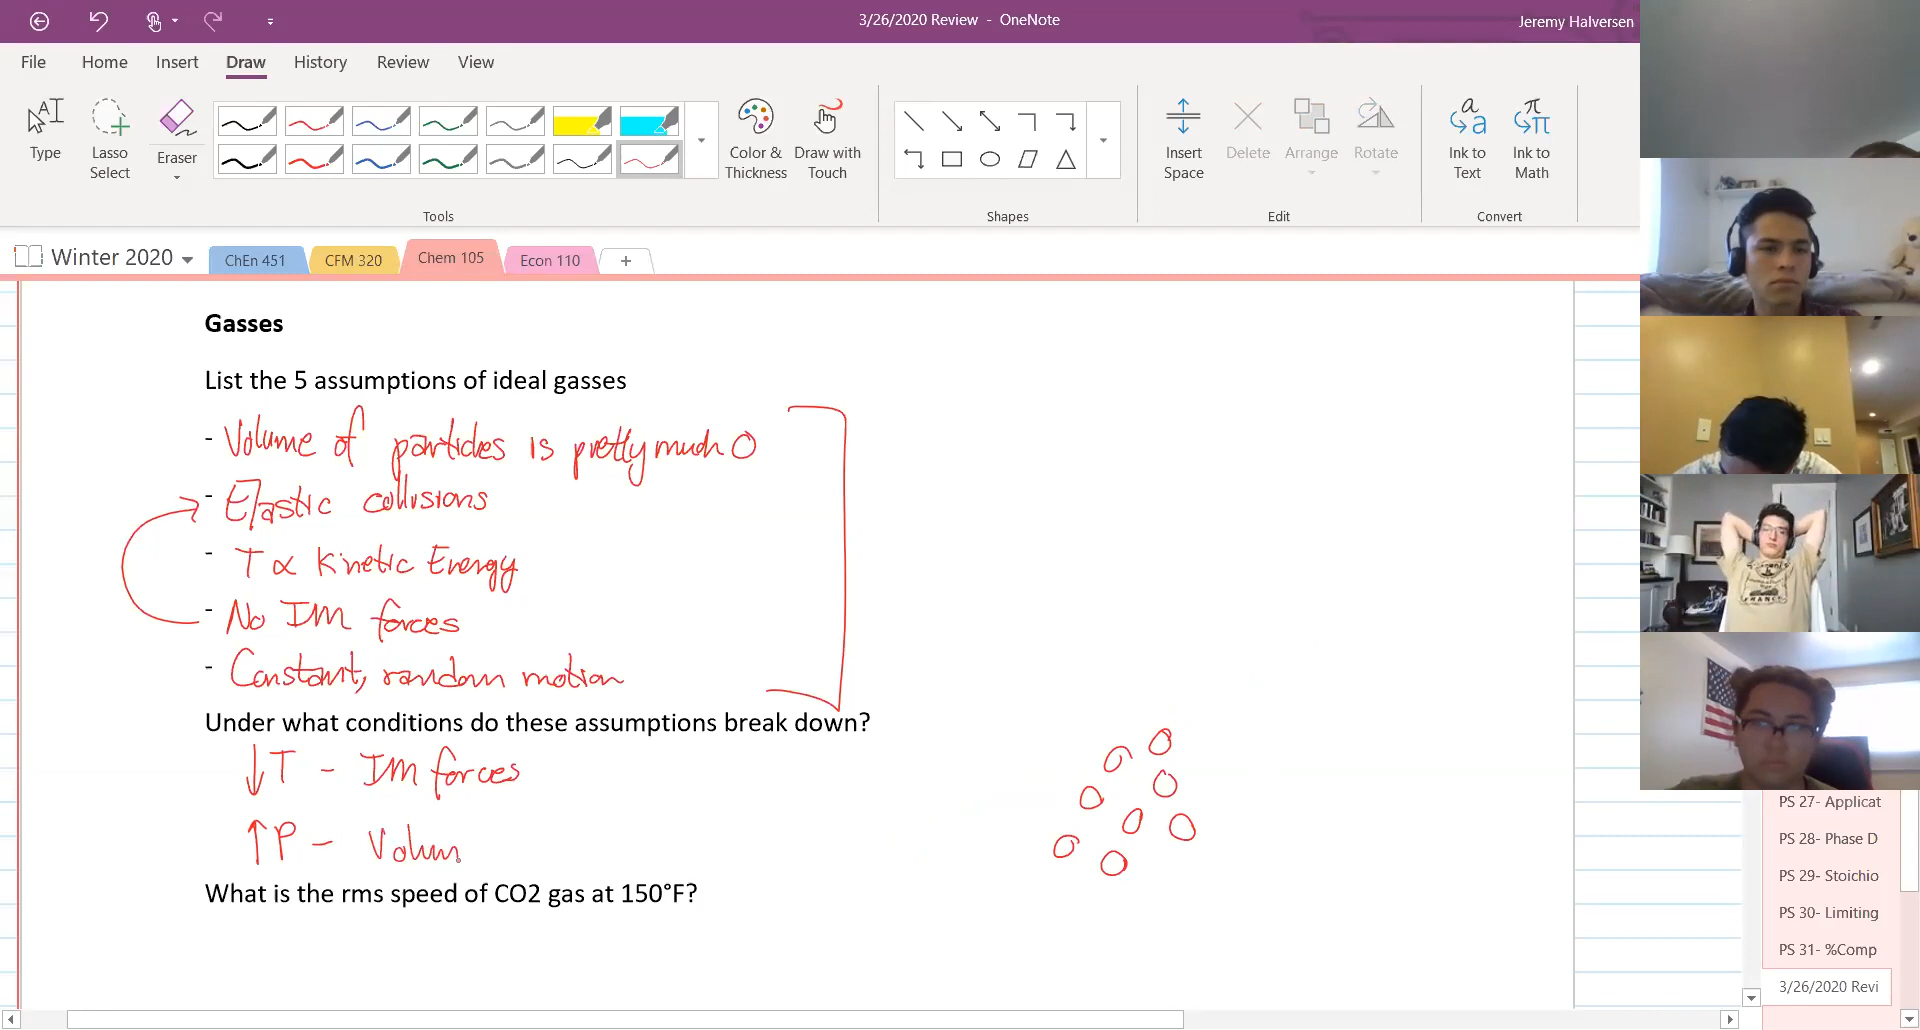 3/26/2020 Review - OneNote
Jeremy Halversen
File Home Insert Draw History Review View
Type
Lasso Select
Eraser
Color & Thickness
Draw with Touch
Insert Space
Delete
Arrange
Rotate
Ink to Text
Ink to Math
Tools
Shapes
Edit
Convert
Winter 2020
ChEn 451
CFM 320
Chem 105
Econ 110
Gasses
List the 5 assumptions of ideal gasses
- Volume of particles is pretty much 0
- Elastic collisions
- T ∝ Kinetic Energy
- No IM forces
- Constant, random motion
Under what conditions do these assumptions break down?
↓T - IM forces
↑P - Volum
What is the rms speed of CO2 gas at 150°F?
PS 27- Applicat
PS 28- Phase D
PS 29- Stoichio
PS 30- Limiting
PS 31- %Comp
3/26/2020 Revi